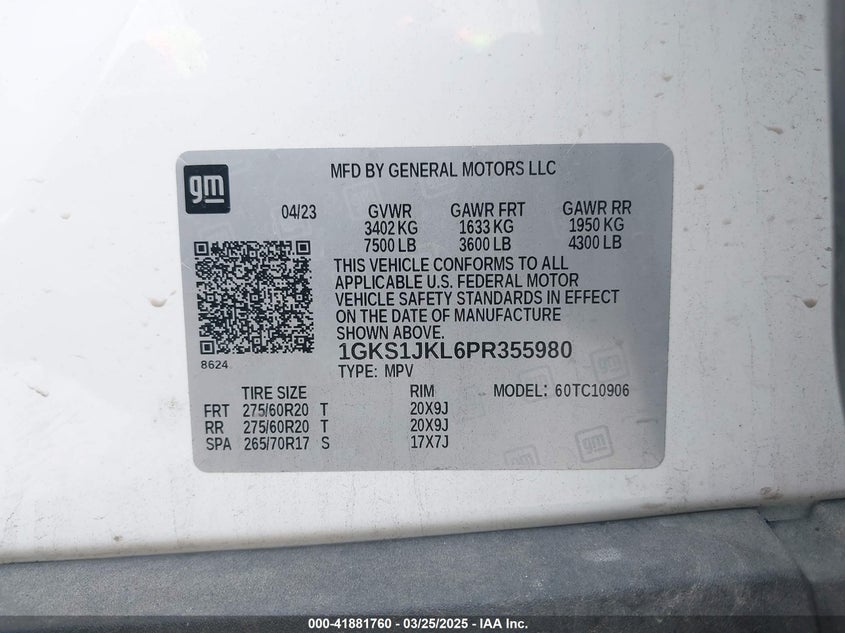 gm
MFD BY GENERAL MOTORS LLC
04/23 GVWR GAWR FRT GAWR RR
3402 KG 1633 KG 1950 KG
7500 LB 3600 LB 4300 LB
THIS VEHICLE CONFORMS TO ALL
APPLICABLE U.S. FEDERAL MOTOR
VEHICLE SAFETY STANDARDS IN EFFECT
ON THE DATE OF MANUFACTURE
SHOWN ABOVE.
8624
1GKS1JKL6PR355980
TYPE: MPV
TIRE SIZE RIM MODEL: 60TC10906
FRT 275/60R20 T 20X9J
RR 275/60R20 T 20X9J
SPA 265/70R17 S 17X7J
gm
000-41881760 — 03/25/2025 — IAAI.com